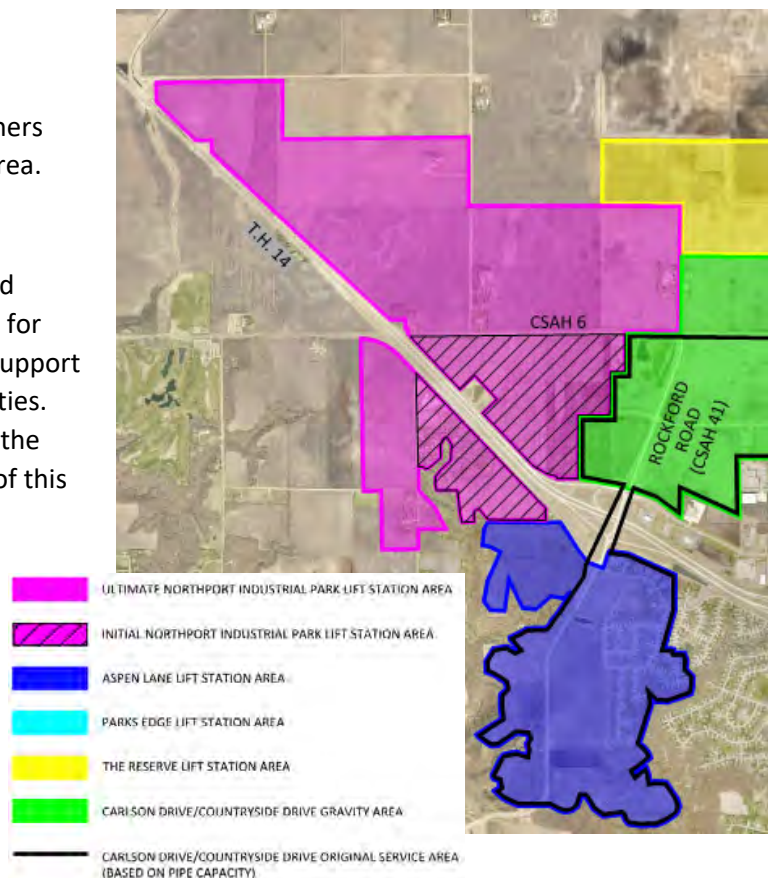 ners
rea.
d
for
support
ties.
the
of this
T.H. 14
CSAH 6
ROCKFORD
ROAD
(CSAH 41)
ULTIMATE NORTHPORT INDUSTRIAL PARK LIFT STATION AREA
INITIAL NORTHPORT INDUSTRIAL PARK LIFT STATION AREA
ASPEN LANE LIFT STATION AREA
PARKS EDGE LIFT STATION AREA
THE RESERVE LIFT STATION AREA
CARLSON DRIVE/COUNTRYSIDE DRIVE GRAVITY AREA
CARLSON DRIVE/COUNTRYSIDE DRIVE ORIGINAL SERVICE AREA
(BASED ON PIPE CAPACITY)